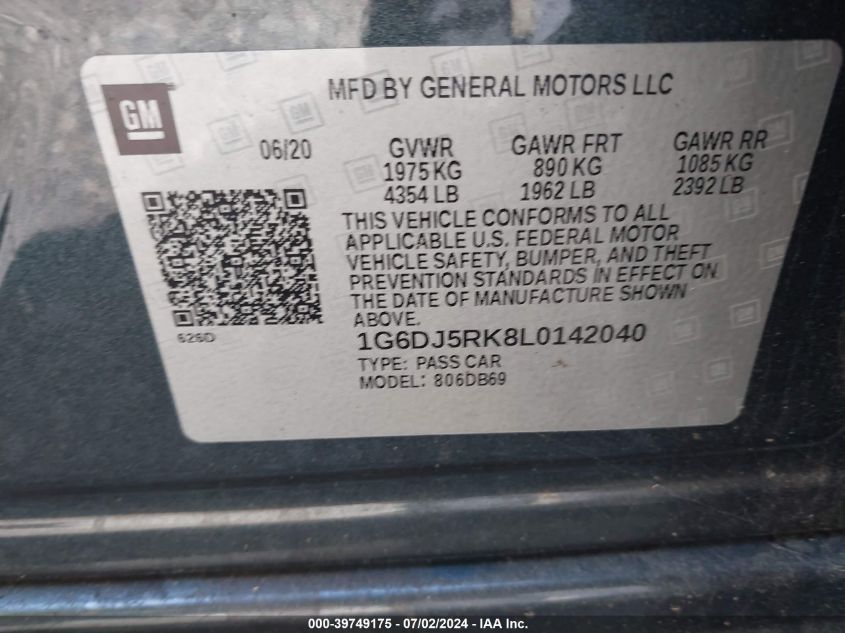 GM
MFD BY GENERAL MOTORS LLC
06/20 GVWR GAWR FRT GAWR RR
1975 KG 890 KG 1085 KG
4354 LB 1962 LB 2392 LB
THIS VEHICLE CONFORMS TO ALL
APPLICABLE U.S. FEDERAL MOTOR
VEHICLE SAFETY, BUMPER, AND THEFT
PREVENTION STANDARDS IN EFFECT ON
THE DATE OF MANUFACTURE SHOWN
ABOVE.
626D
1G6DJ5RK8L0142040
TYPE: PASS CAR
MODEL: 806DB69
000-39749175 - 07/02/2024 - IAA Inc.